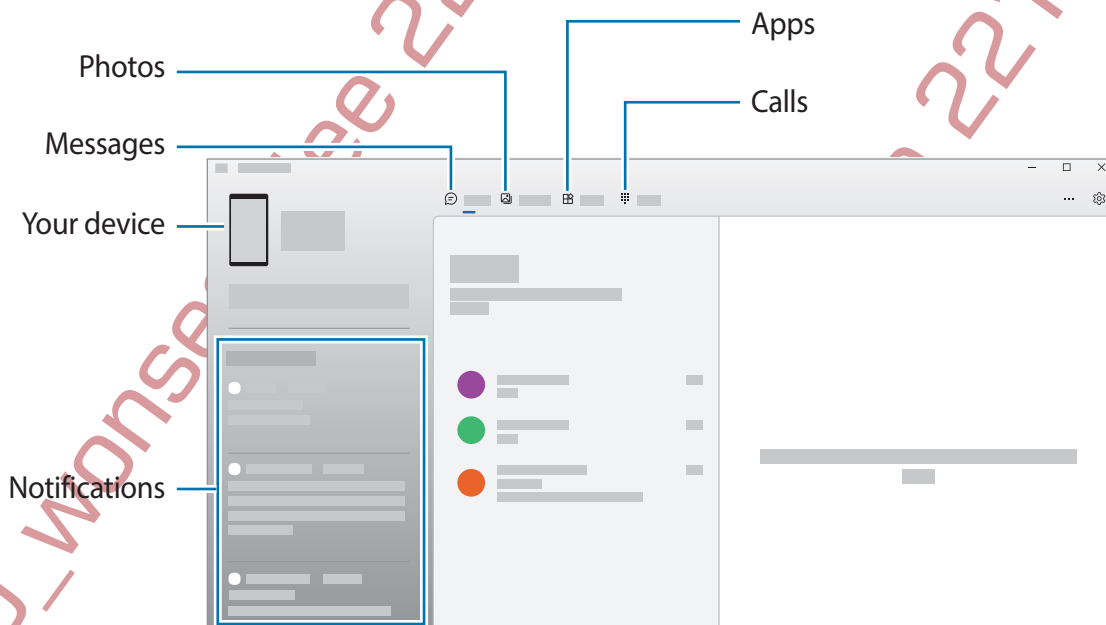 Apps
Photos
Calls
Messages
Your device
Notifications